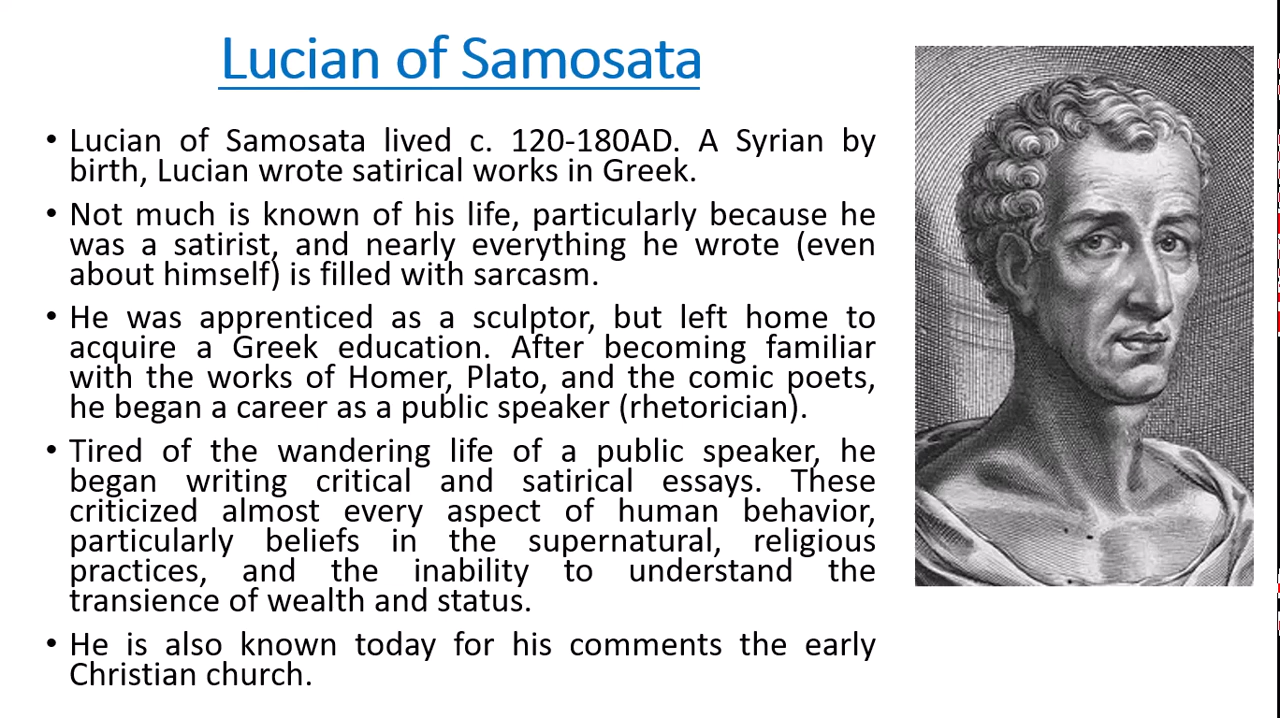 Lucian of Samosata
• Lucian of Samosata lived c. 120-180AD. A Syrian by
birth, Lucian wrote satirical works in Greek.
• Not much is known of his life, particularly because he
was a satirist, and nearly everything he wrote (even
about himself) is filled with sarcasm.
• He was apprenticed as a sculptor, but left home to
acquire a Greek education. After becoming familiar
with the works of Homer, Plato, and the comic poets,
he began a career as a public speaker (rhetorician).
• Tired of the wandering life of a public speaker, he
began writing critical and satirical essays. These
criticized almost every aspect of human behavior,
particularly beliefs in the supernatural, religious
practices, and the inability to understand the
transience of wealth and status.
• He is also known today for his comments the early
Christian church.